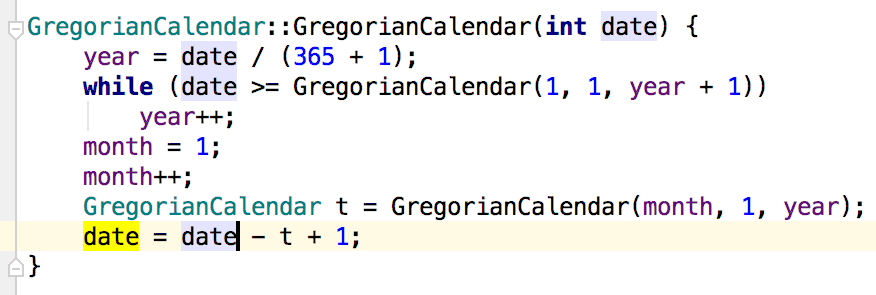 GregorianCalendar::GregorianCalendar(int date) {
    year = date / (365 + 1);
    while (date >= GregorianCalendar(1, 1, year + 1))
        year++;
    month = 1;
    month++;
    GregorianCalendar t = GregorianCalendar(month, 1, year);
    date = date - t + 1;
}